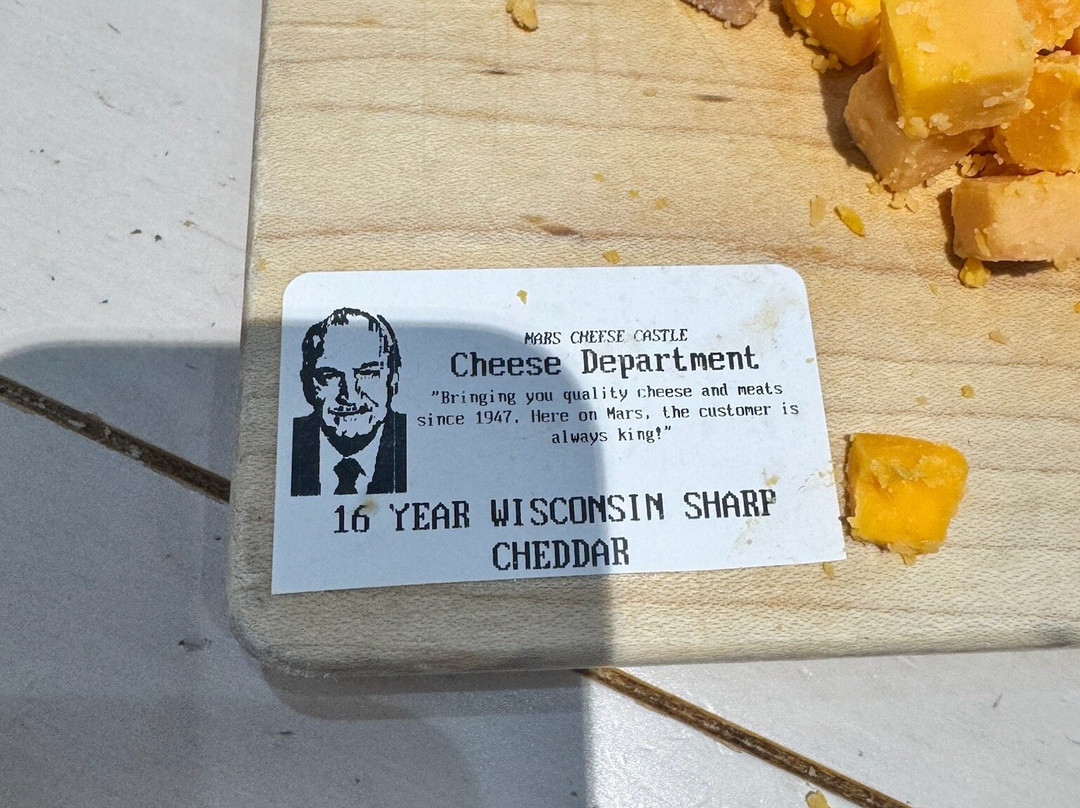 MARS CHEESE CASTLE
Cheese Department
"Bringing you quality cheese and meats
since 1947. Here on Mars, the customer is
always king!"
16 YEAR WISCONSIN SHARP
CHEDDAR